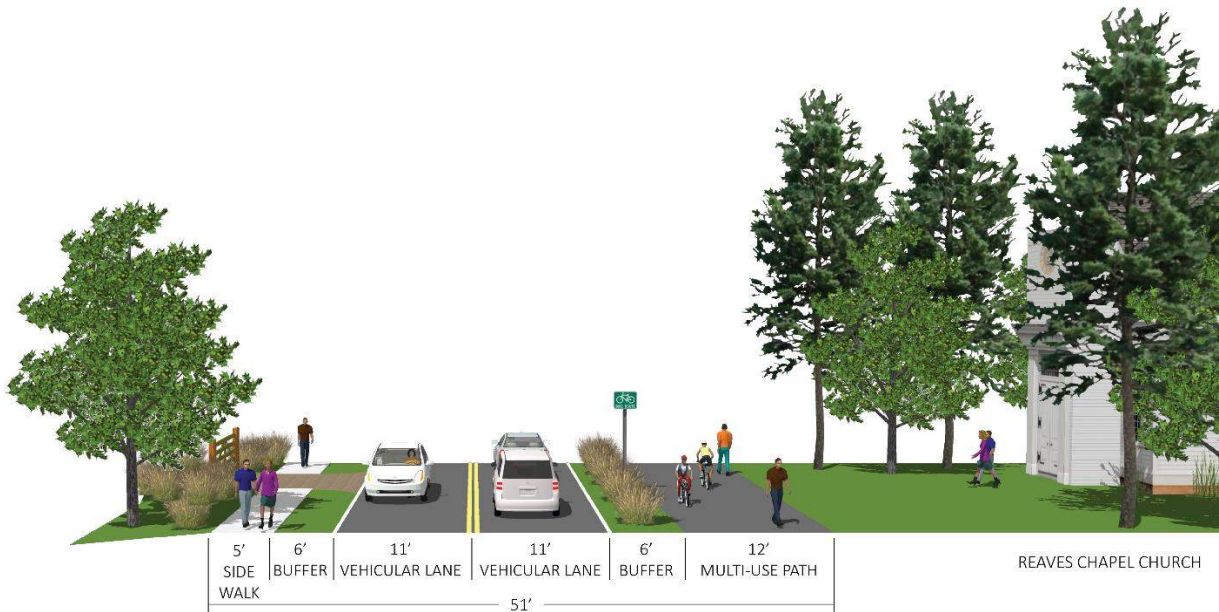 5'
SIDE
WALK
6'
BUFFER
11'
VEHICULAR LANE
11'
VEHICULAR LANE
6'
BUFFER
12'
MULTI-USE PATH
51'
REAVES CHAPEL CHURCH